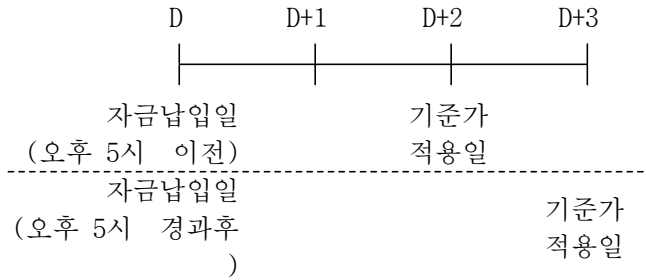 D D+1 D+2 D+3
자금납입일 기준가
(오후 5시 이전) 적용일
자금납입일
기준가
(오후 5시 경과후
적용일
)